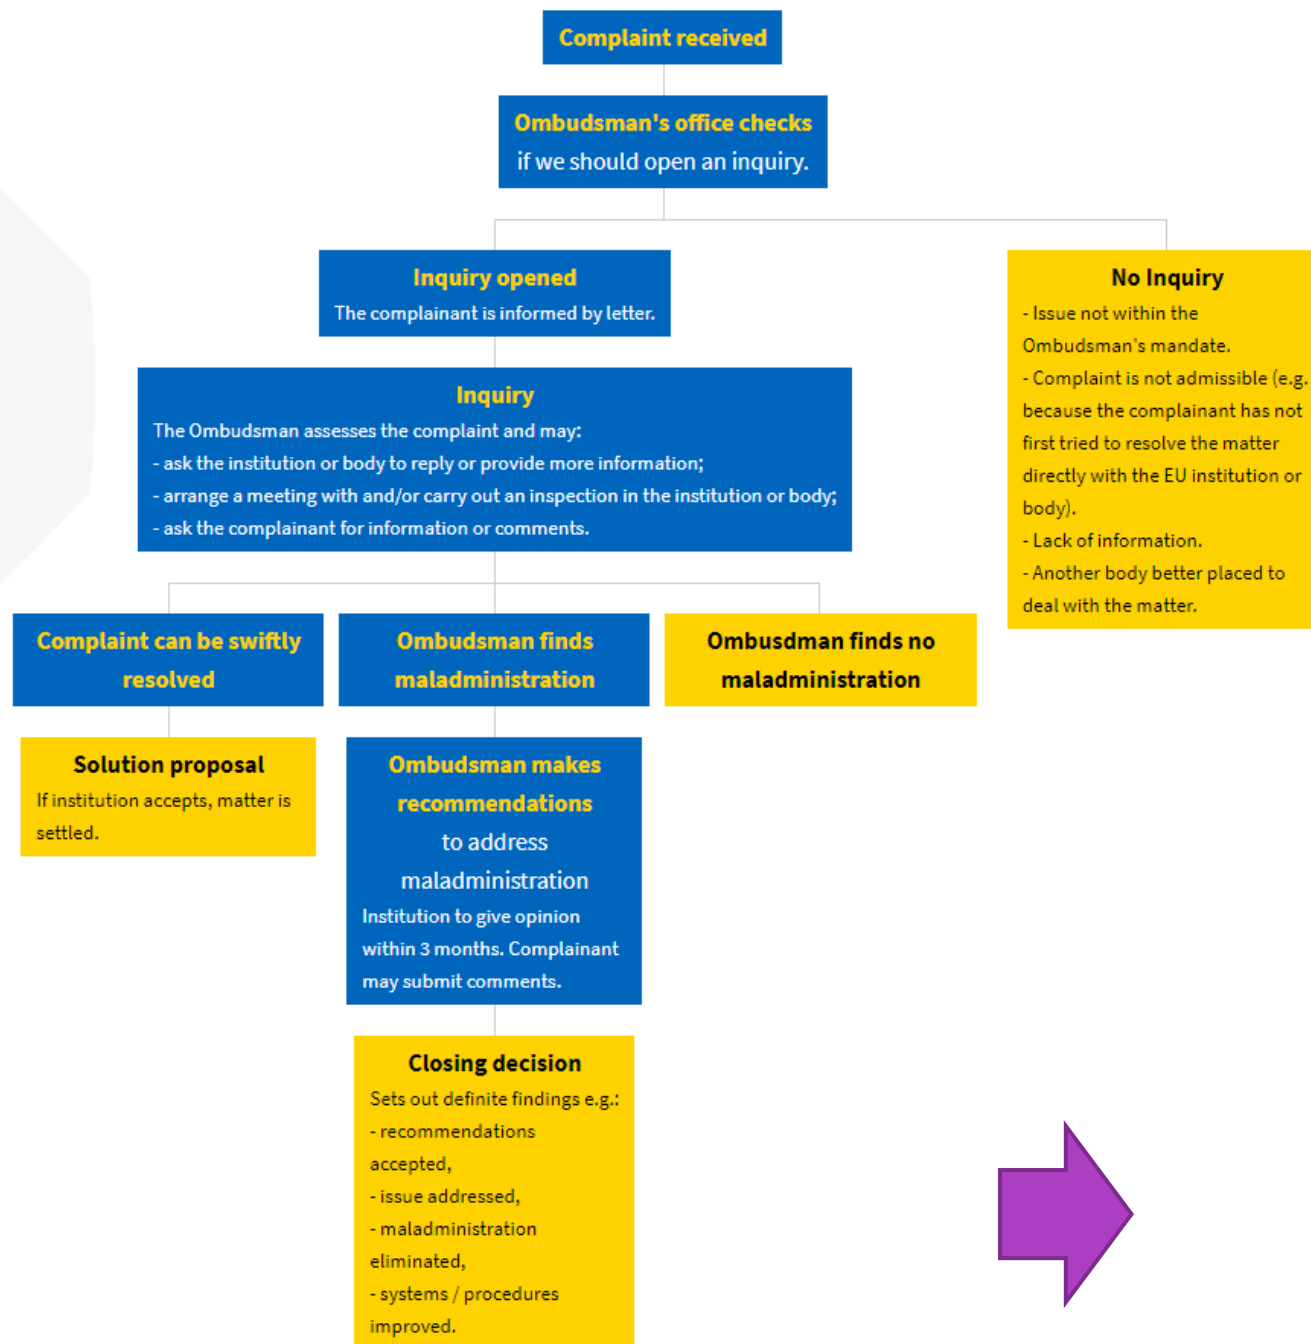 Complaint received
Ombudsman's office checks
if we should open an inquiry.
Inquiry opened
The complainant is informed by letter.
No Inquiry
- Issue not within the
Ombudsman's mandate.
- Complaint is not admissible (e.g.
because the complainant has not
first tried to resolve the matter
directly with the EU institution or
body).
- Lack of information.
- Another body better placed to
deal with the matter.
Inquiry
The Ombudsman assesses the complaint and may:
- ask the institution or body to reply or provide more information;
- arrange a meeting with and/or carry out an inspection in the institution or body;
- ask the complainant for information or comments.
Complaint can be swiftly
resolved
Ombudsman finds
maladministration
Ombusdman finds no
maladministration
Solution proposal
If institution accepts, matter is
settled.
Ombudsman makes
recommendations
to address
maladministration
Institution to give opinion
within 3 months. Complainant
may submit comments.
Closing decision
Sets out definite findings e.g.:
- recommendations
accepted,
- issue addressed,
- maladministration
eliminated,
- systems / procedures
improved.